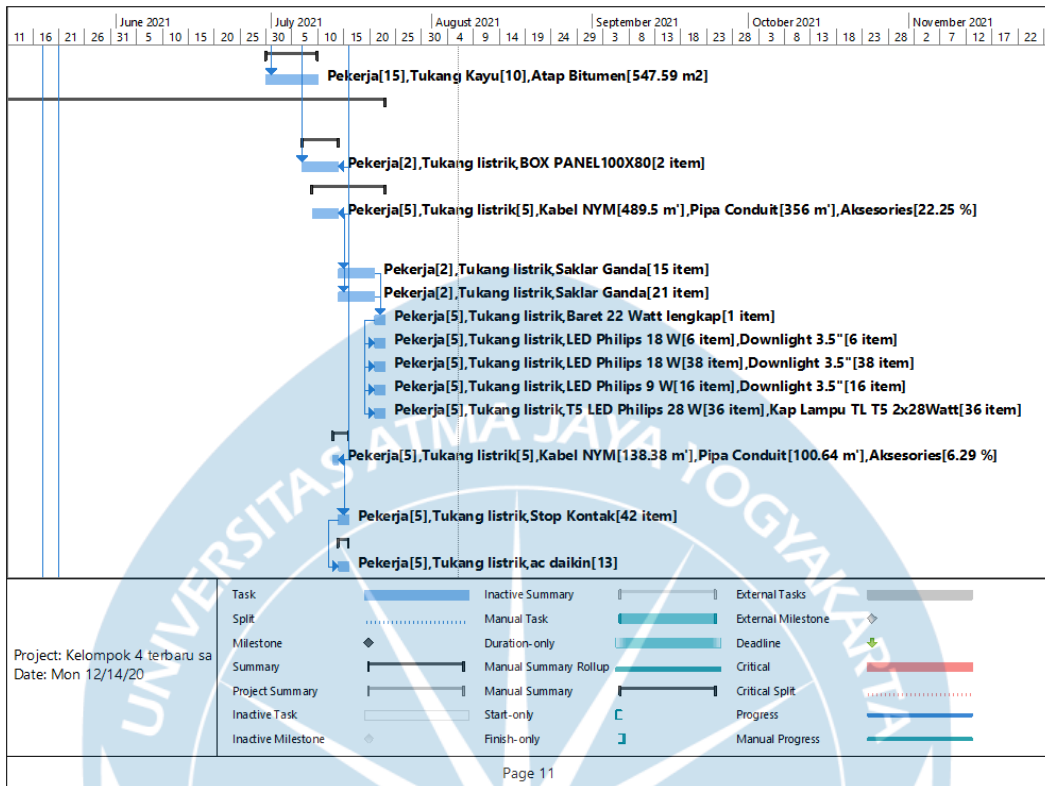 June 2021 July 2021 August 2021 September 2021 October 2021 November 2021
11 16 21 26 31 5 10 15 20 25 30 5 10 15 20 25 30 4 9 14 19 24 29 3 8 13 18 23 28 3 8 13 18 23 28 2 7 12 17 22
Pekerja[15],Tukang Kayu[10],Atap Bitumen[547.59 m2]
Pekerja[2],Tukang listrik,BOX PANEL100X80[2 item]
Pekerja[5],Tukang listrik[5],Kabel NYM[489.5 m'],Pipa Conduit[356 m'],Aksesories[22.25 %]
Pekerja[2],Tukang listrik,Saklar Ganda[15 item]
Pekerja[2],Tukang listrik,Saklar Ganda[21 item]
Pekerja[5],Tukang listrik,Baret 22 Watt lengkap[1 item]
Pekerja[5],Tukang listrik,LED Philips 18 W[6 item],Downlight 3.5"[6 item]
Pekerja[5],Tukang listrik,LED Philips 18 W[38 item],Downlight 3.5"[38 item]
Pekerja[5],Tukang listrik,LED Philips 9 W[16 item],Downlight 3.5"[16 item]
Pekerja[5],Tukang listrik,T5 LED Philips 28 W[36 item],Kap Lampu TL T5 2x28Watt[36 item]
Pekerja[5],Tukang listrik[5],Kabel NYM[138.38 m'],Pipa Conduit[100.64 m'],Aksesories[6.29 %]
Pekerja[5],Tukang listrik,Stop Kontak[42 item]
Pekerja[5],Tukang listrik,ac daikin[13]
UNIVERSITAS ATMA JAYA YOGYAKARTA
Project: Kelompok 4 terbaru sa
Date: Mon 12/14/20
Task Inactive Summary External Tasks
Split Manual Task External Milestone
Milestone Duration-only Deadline
Summary Manual Summary Rollup Critical
Project Summary Manual Summary Critical Split
Inactive Task Start-only Progress
Inactive Milestone Finish-only Manual Progress
Page 11